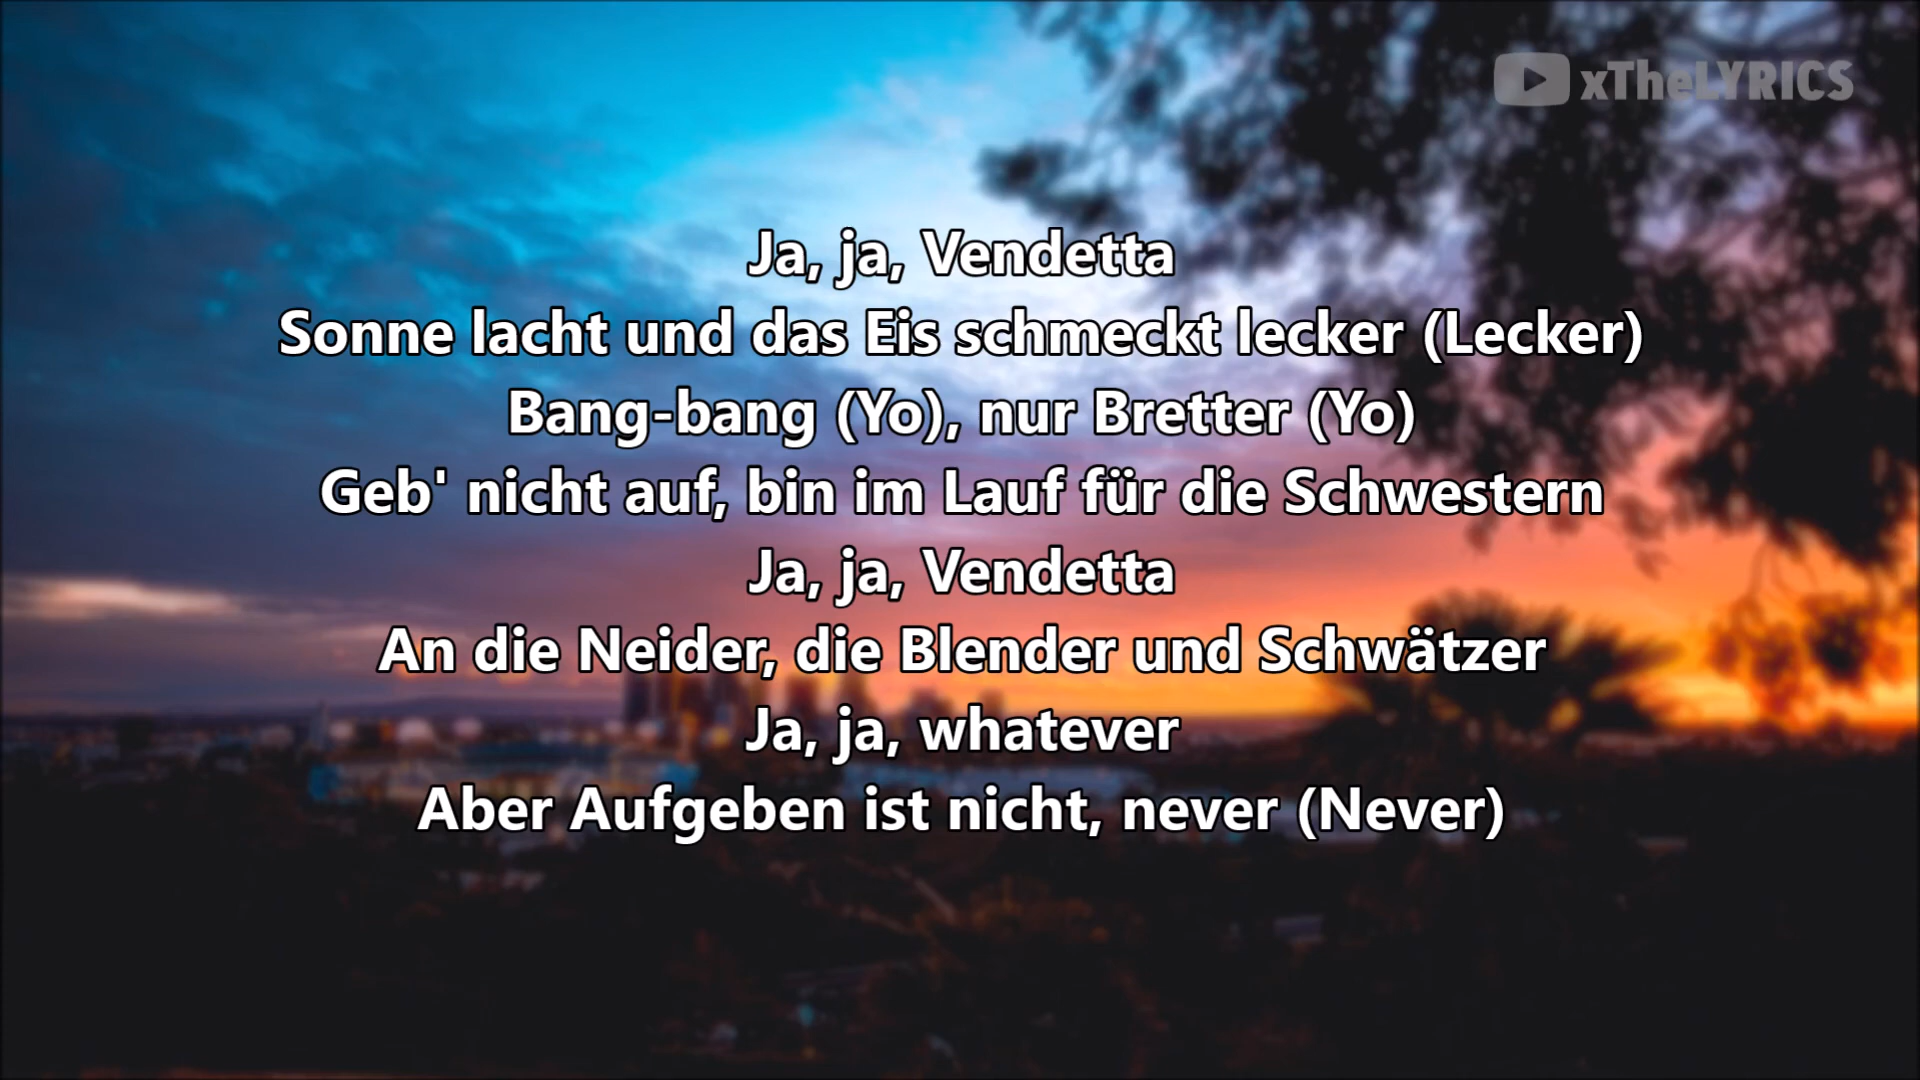 xTheLYRICS
Ja, ja, Vendetta
Sonne lacht und das Eis schmeckt lecker (Lecker)
Bang-bang (Yo), nur Bretter (Yo)
Geb' nicht auf, bin im Lauf für die Schwestern
Ja, ja, Vendetta
An die Neider, die Blender und Schwätzer
Ja, ja, whatever
Aber Aufgeben ist nicht, never (Never)